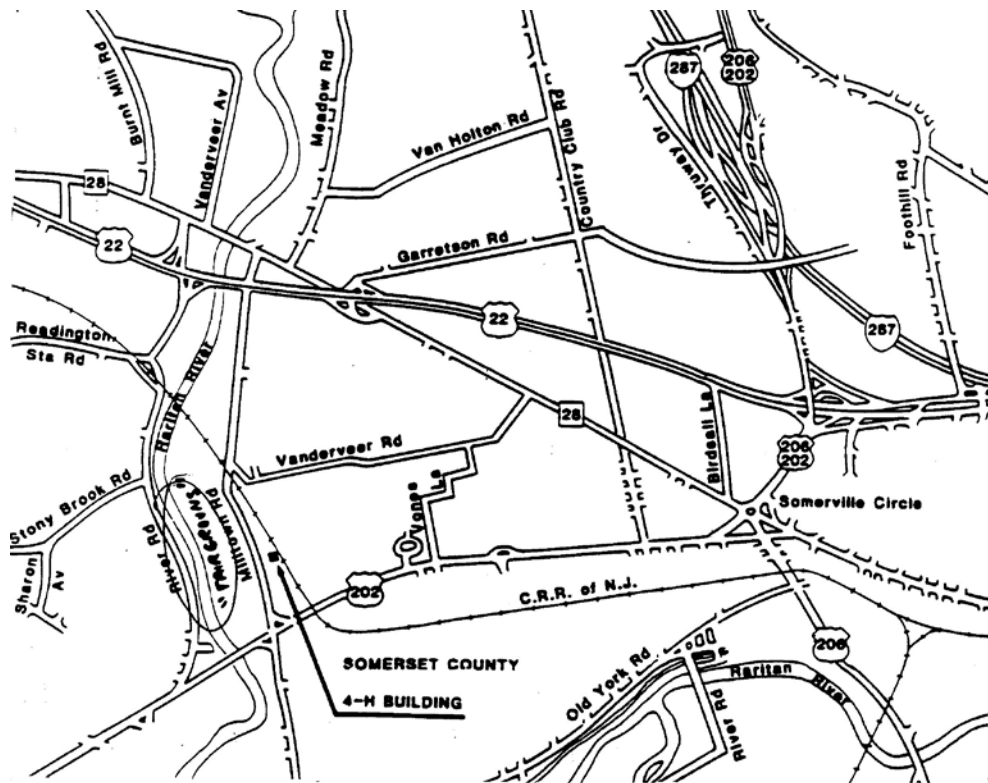 Burnt Mill Rd
Vanderveer Av
Meadow Rd
Van Holton Rd
Country Club Rd
287
206
202
Thruway Dr
Foothill Rd
28
22
Garretson Rd
22
287
Readington
Sta Rd
Raritan River
28
Birdsall La
206
202
Vanderveer Rd
Vones
La
Somerville Circle
Stony Brook Rd
River Rd
"FAIRGROUNDS"
Milltown Rd
Sharon
Av
202
C.R.R. of N.J.
SOMERSET COUNTY
4-H BUILDING
Old York Rd
River Rd
Raritan
River
206